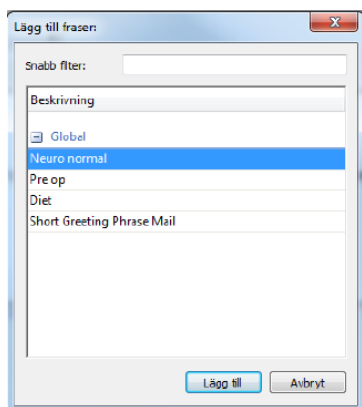 Lägg till fraser:
Snabb filter:
Beskrivning
Global
Neuro normal
Pre op
Diet
Short Greeting Phrase Mail
Lägg till Avbryt